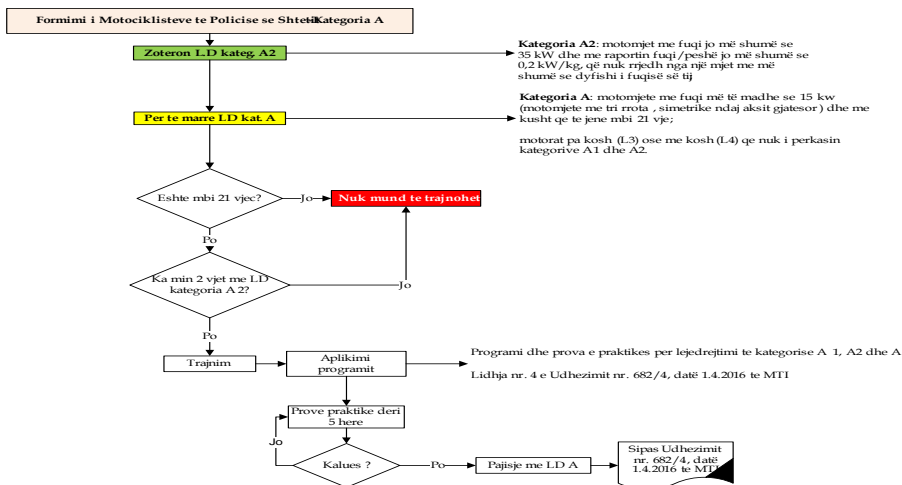 Formimi i Motociklisteve te Policise se Shtetit Kategoria A
Zoteron LD kateg. A2
Kategoria A2: motomjet me fuqi jo më shumë se
35 kW dhe me raportin fuqi/peshë jo më shumë se
0,2 kW/kg, që nuk rrjedh nga një mjet me më
shumë se dyfishi i fuqisë së tij
Per te marre LD kat. A
Kategoria A: motomjete me fuqi më të madhe se 15 kw
(motomjete me tri rrota , simetrike ndaj aksit gjatesor ) dhe me
kusht qe te jene mbi 21 vje;
motorat pa kosh (L3) ose me kosh (L4) qe nuk i perkasin
kategorive A1 dhe A2.
Eshte mbi 21 vjec?
Jo
Nuk mund te trajnohet
Po
Ka min 2 vjet me LD
kategoria A 2?
Jo
Po
Trajnim
Aplikimi
programit
Programi dhe prova e praktikes per lejedrejtimi te kategorise A 1, A2 dhe A
Lidhja nr. 4 e Udhezimit nr. 682/4, datë 1.4.2016 te MTI
Prove praktike deri
5 here
Jo
Kalues ?
Po
Pajisje me LD A
Sipas Udhezimit
nr. 682/4, datë
1.4.2016 te MTI